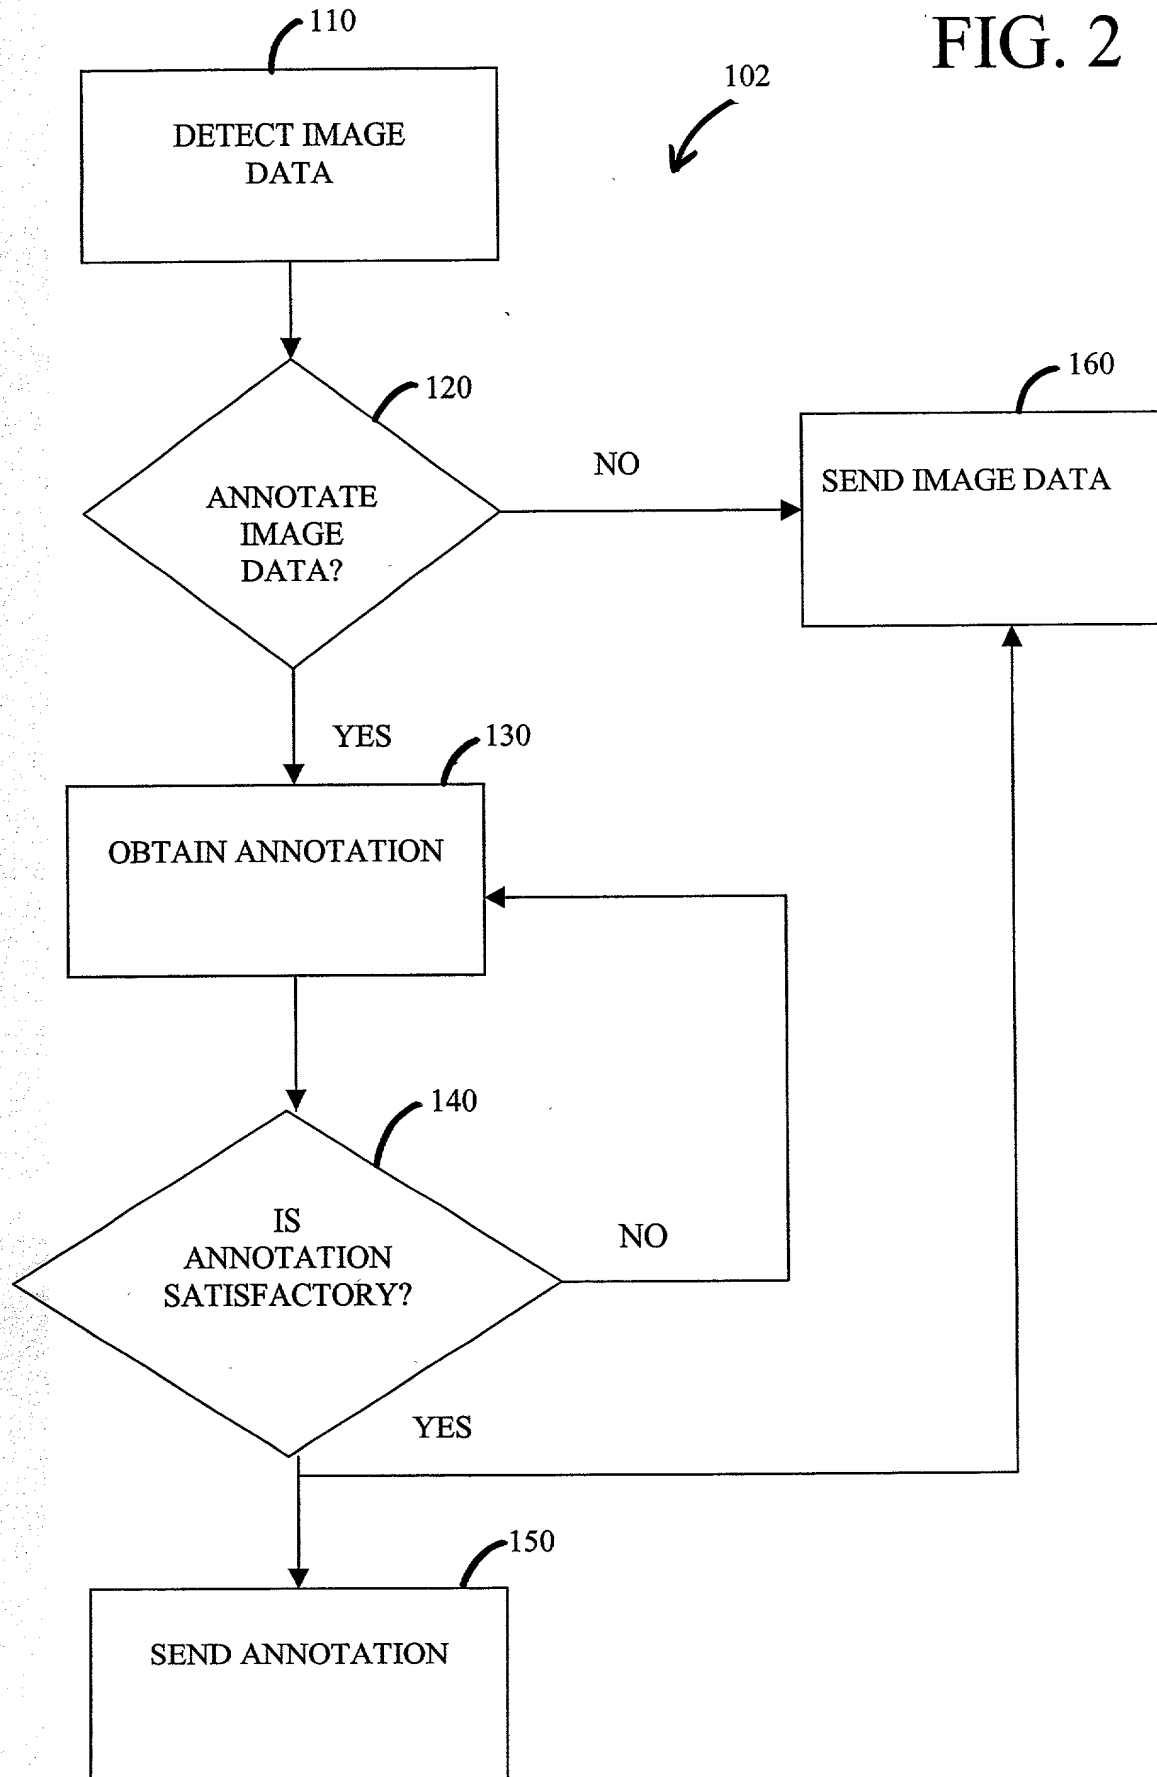 FIG. 2
110
102
DETECT IMAGE
DATA
120
160
NO
SEND IMAGE DATA
ANNOTATE
IMAGE
DATA?
YES
130
OBTAIN ANNOTATION
140
IS
ANNOTATION
SATISFACTORY?
NO
YES
150
SEND ANNOTATION